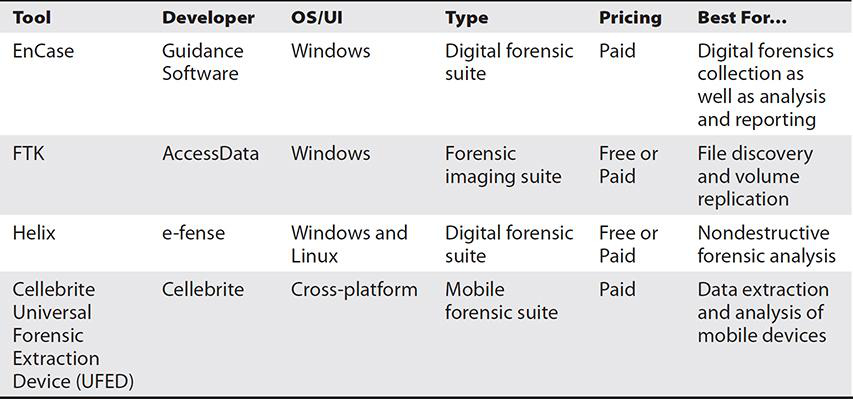 Tool Developer OS/UI Type Pricing Best For...
EnCase Guidance Windows Digital forensic Paid Digital forensics
Software suite collection as
well as analysis
and reporting
FTK AccessData Windows Forensic Free or File discovery
imaging suite Paid and volume
replication
Helix e-fense Windows and Digital forensic Free or Nondestructive
Linux suite Paid forensic analysis
Cellebrite Cellebrite Cross-platform Mobile Paid Data extraction
Universal forensic suite and analysis of
Forensic mobile devices
Extraction
Device (UFED)